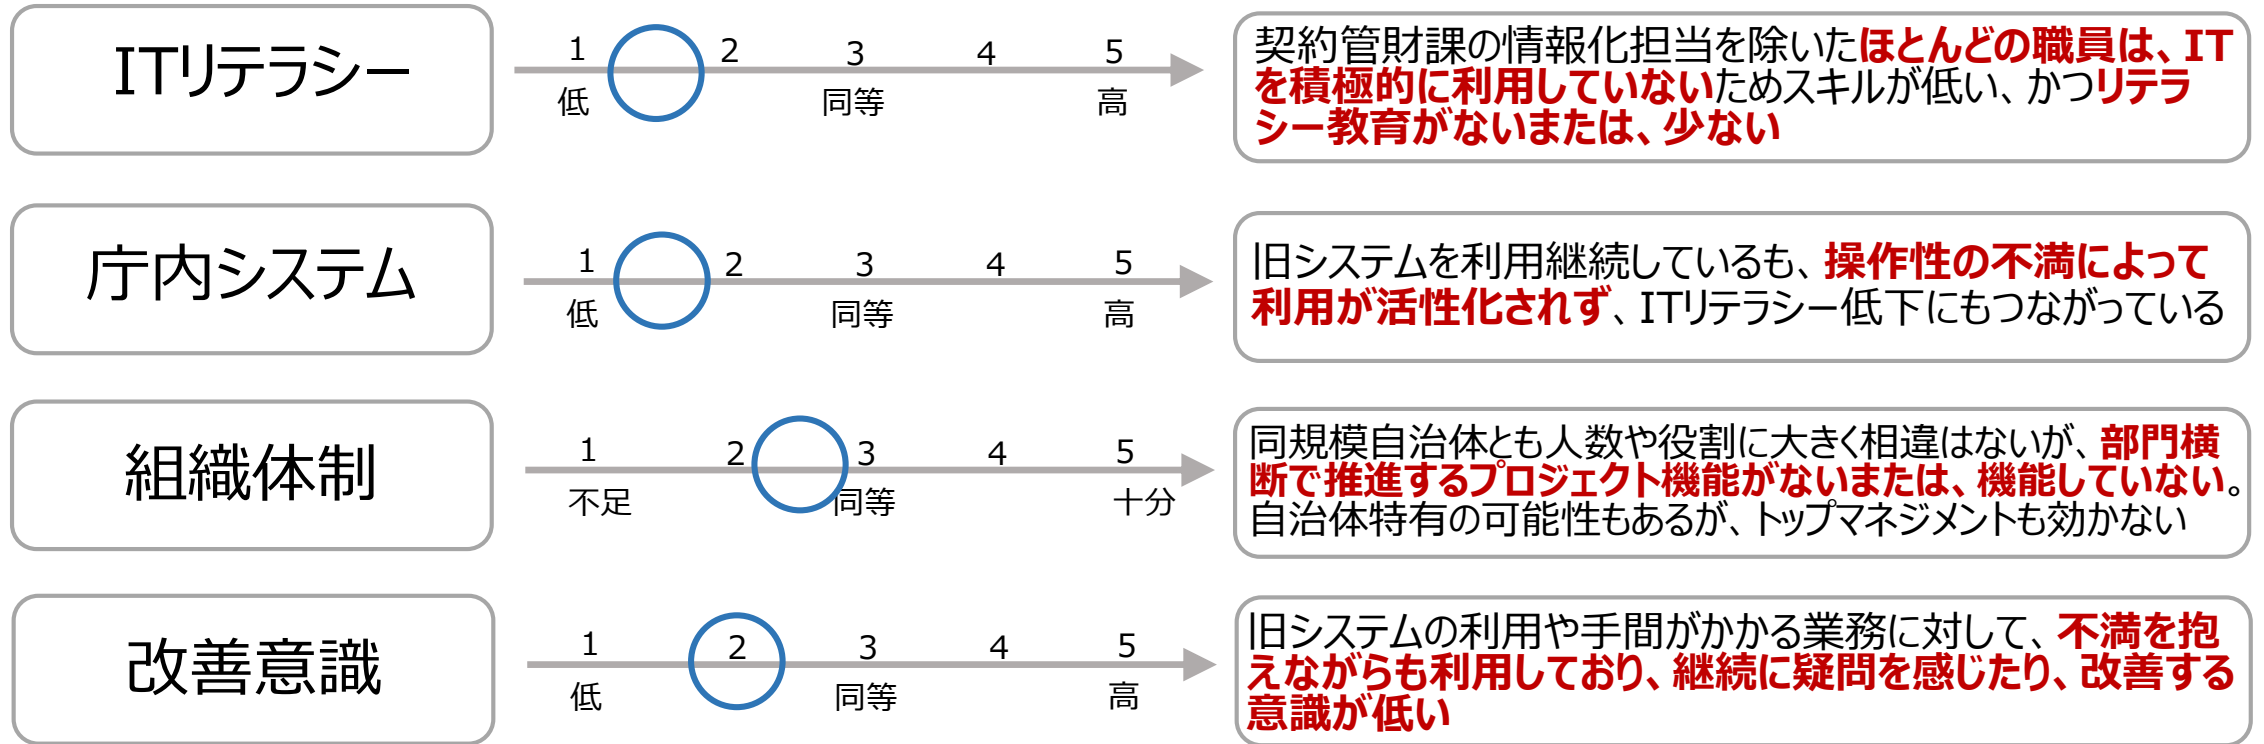 ITリテラシー
1 2 3 4 5
低 同等 高
契約管財課の情報化担当を除いたほとんどの職員は、IT
を積極的に利用していないためスキルが低い、かつリテラ
シー教育がないまたは、少ない
庁内システム
1 2 3 4 5
低 同等 高
旧システムを利用継続しているも、操作性の不満によって
利用が活性化されず、ITリテラシー低下にもつながっている
組織体制
1 2 3 4 5
不足 同等 十分
同規模自治体とも人数や役割に大きく相違はないが、部門横
断で推進するプロジェクト機能がないまたは、機能していない。
自治体特有の可能性もあるが、トップマネジメントも効かない
改善意識
1 2 3 4 5
低 同等 高
旧システムの利用や手間がかかる業務に対して、不満を抱
えながらも利用しており、継続に疑問を感じたり、改善する
意識が低い